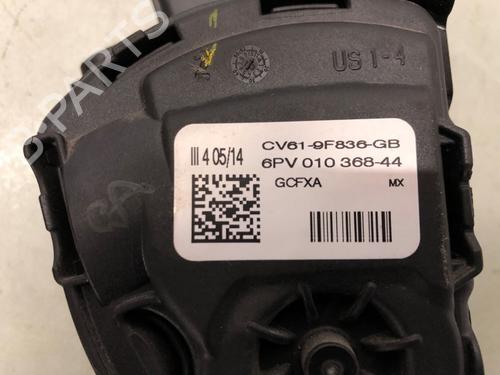 US 1-4
B-PARTS
III 4 05/14
CV61-9F836-GB
6PV 010 368-44
GCFXA
MX